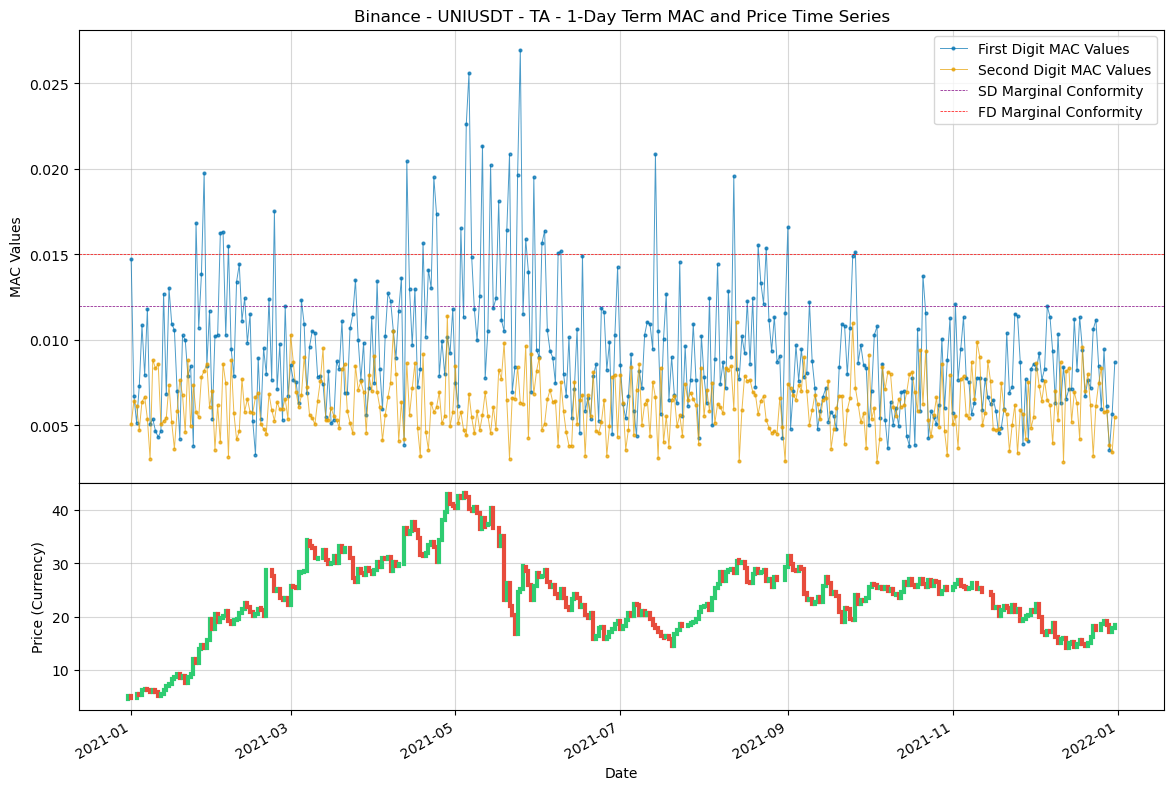 Binance - UNIUSDT - TA - 1-Day Term MAC and Price Time Series
First Digit MAC Values
Second Digit MAC Values
SD Marginal Conformity
FD Marginal Conformity
MAC Values
0.025
0.020
0.015
0.010
0.005
Price (Currency)
40
30
20
10
2021-01
2021-03
2021-05
2021-07
2021-09
2021-11
2022-01
Date